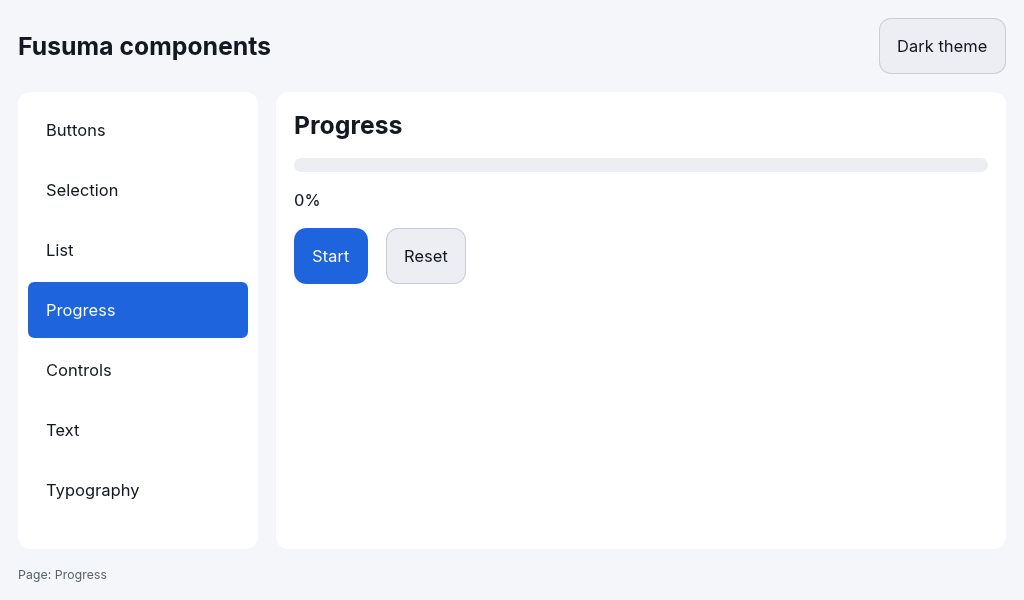 Fusuma components
Dark theme
Buttons
Selection
List
Progress
Controls
Text
Typography
Progress
0%
Start
Reset
Page: Progress